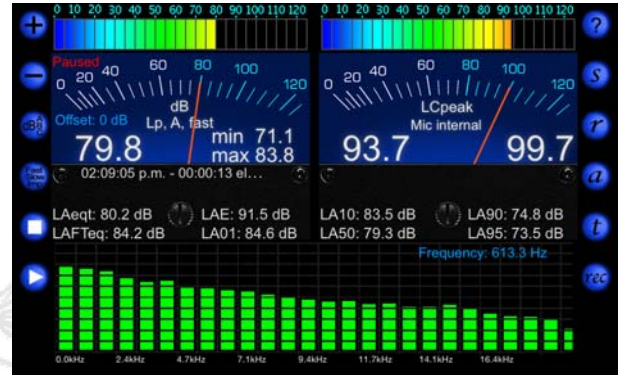 0 10 20 30 40 50 60 70 80 90 100 110 120
0 10 20 30 40 50 60 70 80 90 100 110 120
+
?
Paused
0 20 40 60 80 100 120
0 20 40 60 80 100 120
dB
LCpeak
s
Offset: 0 dB
Lp, A, fast
Mic internal
r
79.8
min 71.1
max 83.8
93.7
99.7
Fast
Slow
Imp
02:09:05 p.m. - 00:00:13 el...
a
LAeqt: 80.2 dB
LAE: 91.5 dB
LA10: 83.5 dB
LA90: 74.8 dB
t
LAFTeq: 84.2 dB
LA01: 84.6 dB
LA50: 79.3 dB
LA95: 73.5 dB
Frequency: 613.3 Hz
rec
0.0kHz 2.4kHz 4.7kHz 7.1kHz 9.4kHz 11.7kHz 14.1kHz 16.4kHz